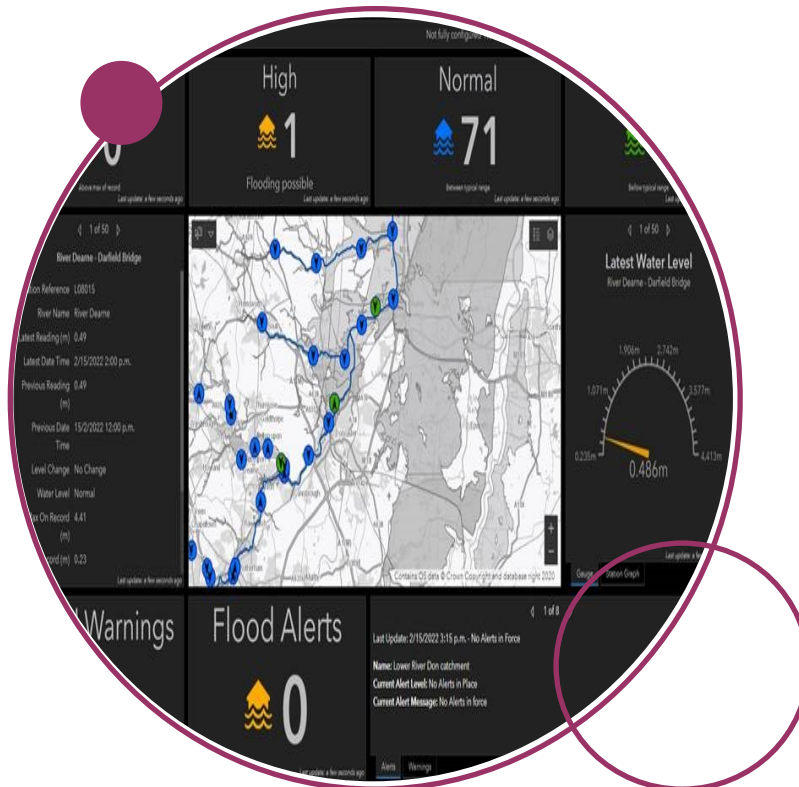 Not fully configured
High
1
Flooding possible
Last update: a few seconds ago
Normal
71
Between typical range
Last update: a few seconds ago
Above max of record
Last update: a few seconds ago
Below typical range
1 of 50
River Dearne - Darfield Bridge
Reference L08015
River Name River Dearne
Latest Reading (m) 0.49
Latest Date Time 2/15/2022 2:00 p.m.
Previous Reading (m) 0.49
Previous Date Time 15/2/2022 12:00 p.m.
Level Change No Change
Water Level Normal
On Record (m) 4.41
(m) 0.23
Last update: a few seconds ago
Contains OS data © Crown Copyright and database right 2020
1 of 50
Latest Water Level
River Dearne - Darfield Bridge
0.235m
1.071m
1.906m
2.742m
3.577m
4.413m
0.486m
Gauge Station Graph
Warnings
Flood Alerts
0
Last update: a few seconds ago
1 of 8
Last Update: 2/15/2022 3:15 p.m. - No Alerts in Force
Name: Lower River Don catchment
Current Alert Level: No Alerts in Place
Current Alert Message: No Alerts in force
Alerts Warnings